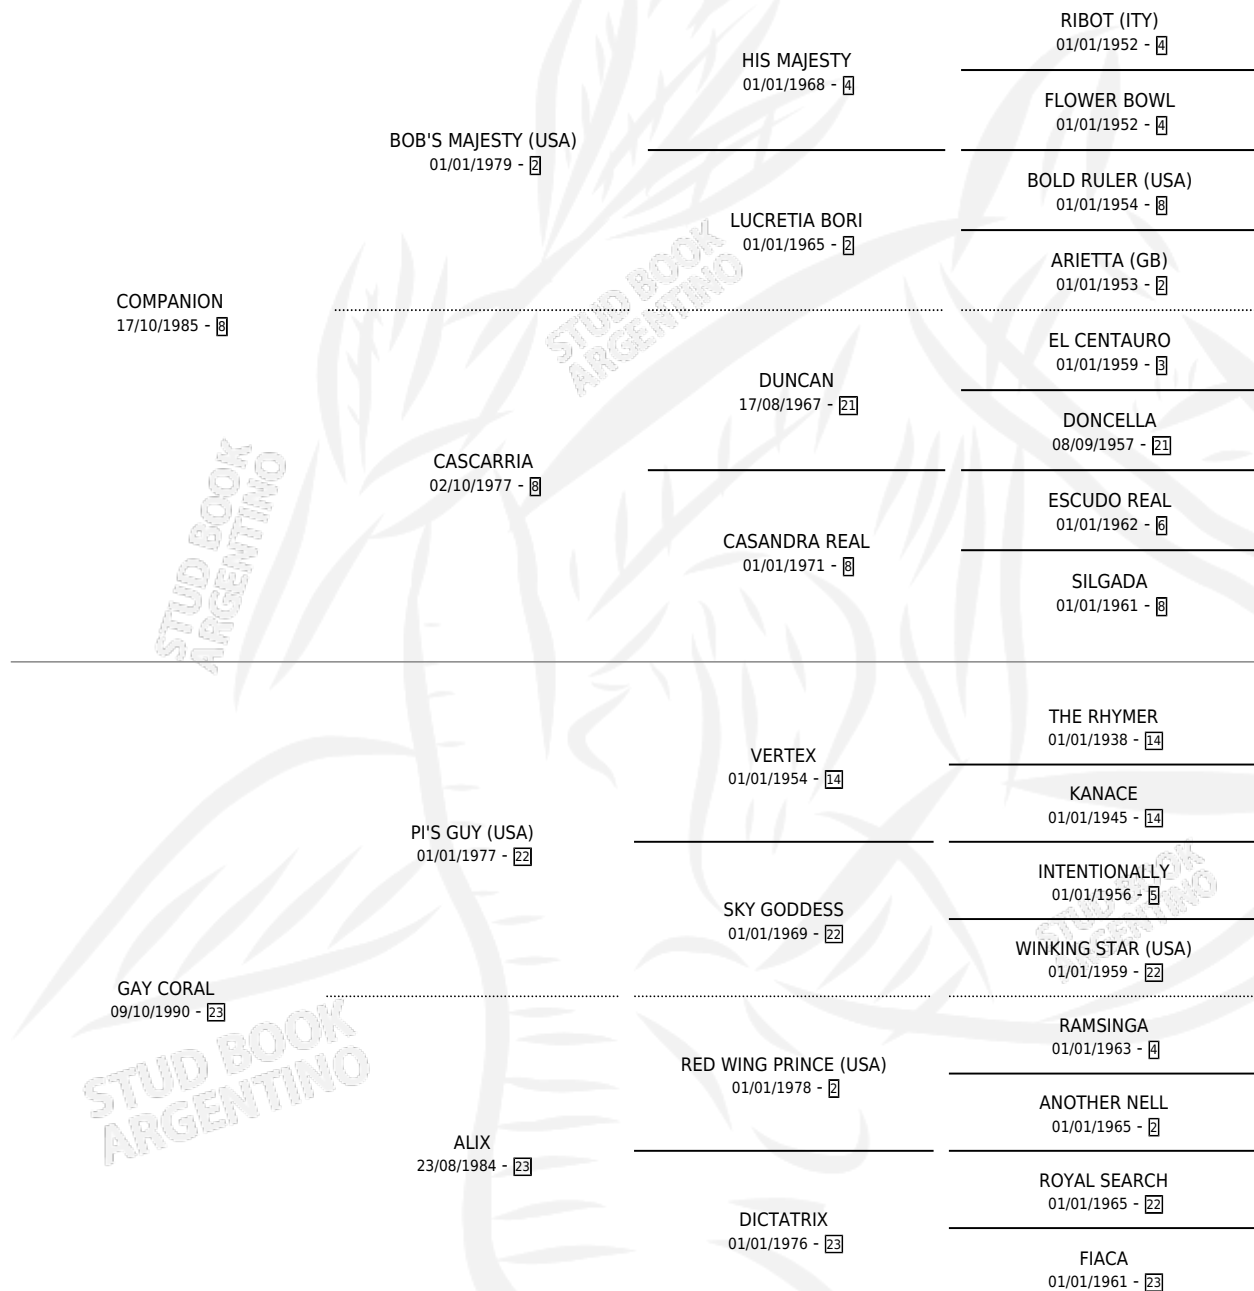 RIBOT (ITY)
01/01/1952 - 4
HIS MAJESTY
01/01/1968 - 4
FLOWER BOWL
01/01/1952 - 4
BOB'S MAJESTY (USA)
01/01/1979 - 2
BOLD RULER (USA)
01/01/1954 - 8
LUCRETIA BORI
01/01/1965 - 2
ARIETTA (GB)
01/01/1953 - 2
STUD BOOK
ARGENTINO
COMPANION
17/10/1985 - 8
EL CENTAURO
01/01/1959 - 3
DUNCAN
17/08/1967 - 21
DONCELLA
08/09/1957 - 21
CASCARRIA
02/10/1977 - 8
ESCUDO REAL
01/01/1962 - 6
CASANDRA REAL
01/01/1971 - 8
SILGADA
01/01/1961 - 8
STUD BOOK
ARGENTINO
THE RHYMER
01/01/1938 - 14
VERTEX
01/01/1954 - 14
KANACE
01/01/1945 - 14
PI'S GUY (USA)
01/01/1977 - 22
INTENTIONALLY
01/01/1956 - 5
SKY GODDESS
01/01/1969 - 22
STUD BOOK
ARGENTINO
WINKING STAR (USA)
01/01/1959 - 22
GAY CORAL
09/10/1990 - 23
RAMSINGA
01/01/1963 - 4
RED WING PRINCE (USA)
01/01/1978 - 2
STUD BOOK
ARGENTINO
ANOTHER NELL
01/01/1965 - 2
ALIX
23/08/1984 - 23
ROYAL SEARCH
01/01/1965 - 22
DICTATRIX
01/01/1976 - 23
FIACA
01/01/1961 - 23